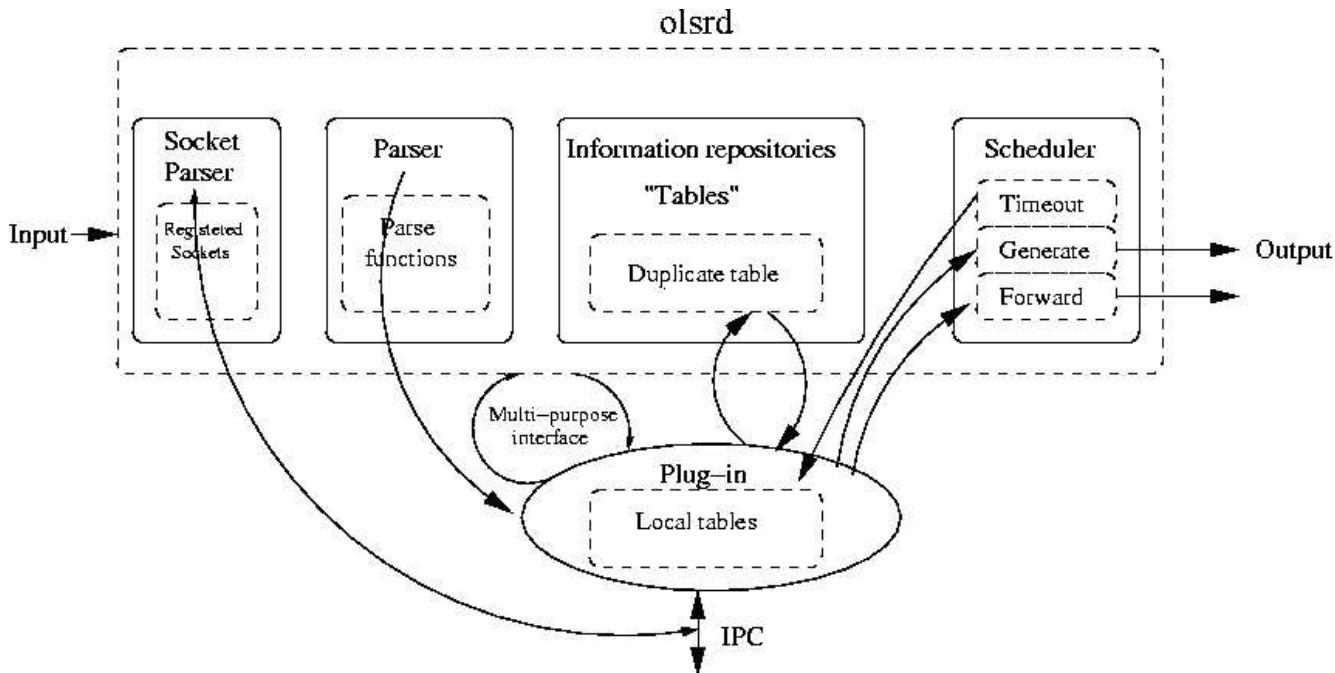 olsrd
Socket
Parser
Registered
Sockets
Parser
Parse
functions
Information repositories
"Tables"
Duplicate table
Scheduler
Timeout
Generate
Forward
Input
Output
Multi-purpose
interface
Plug-in
Local tables
IPC